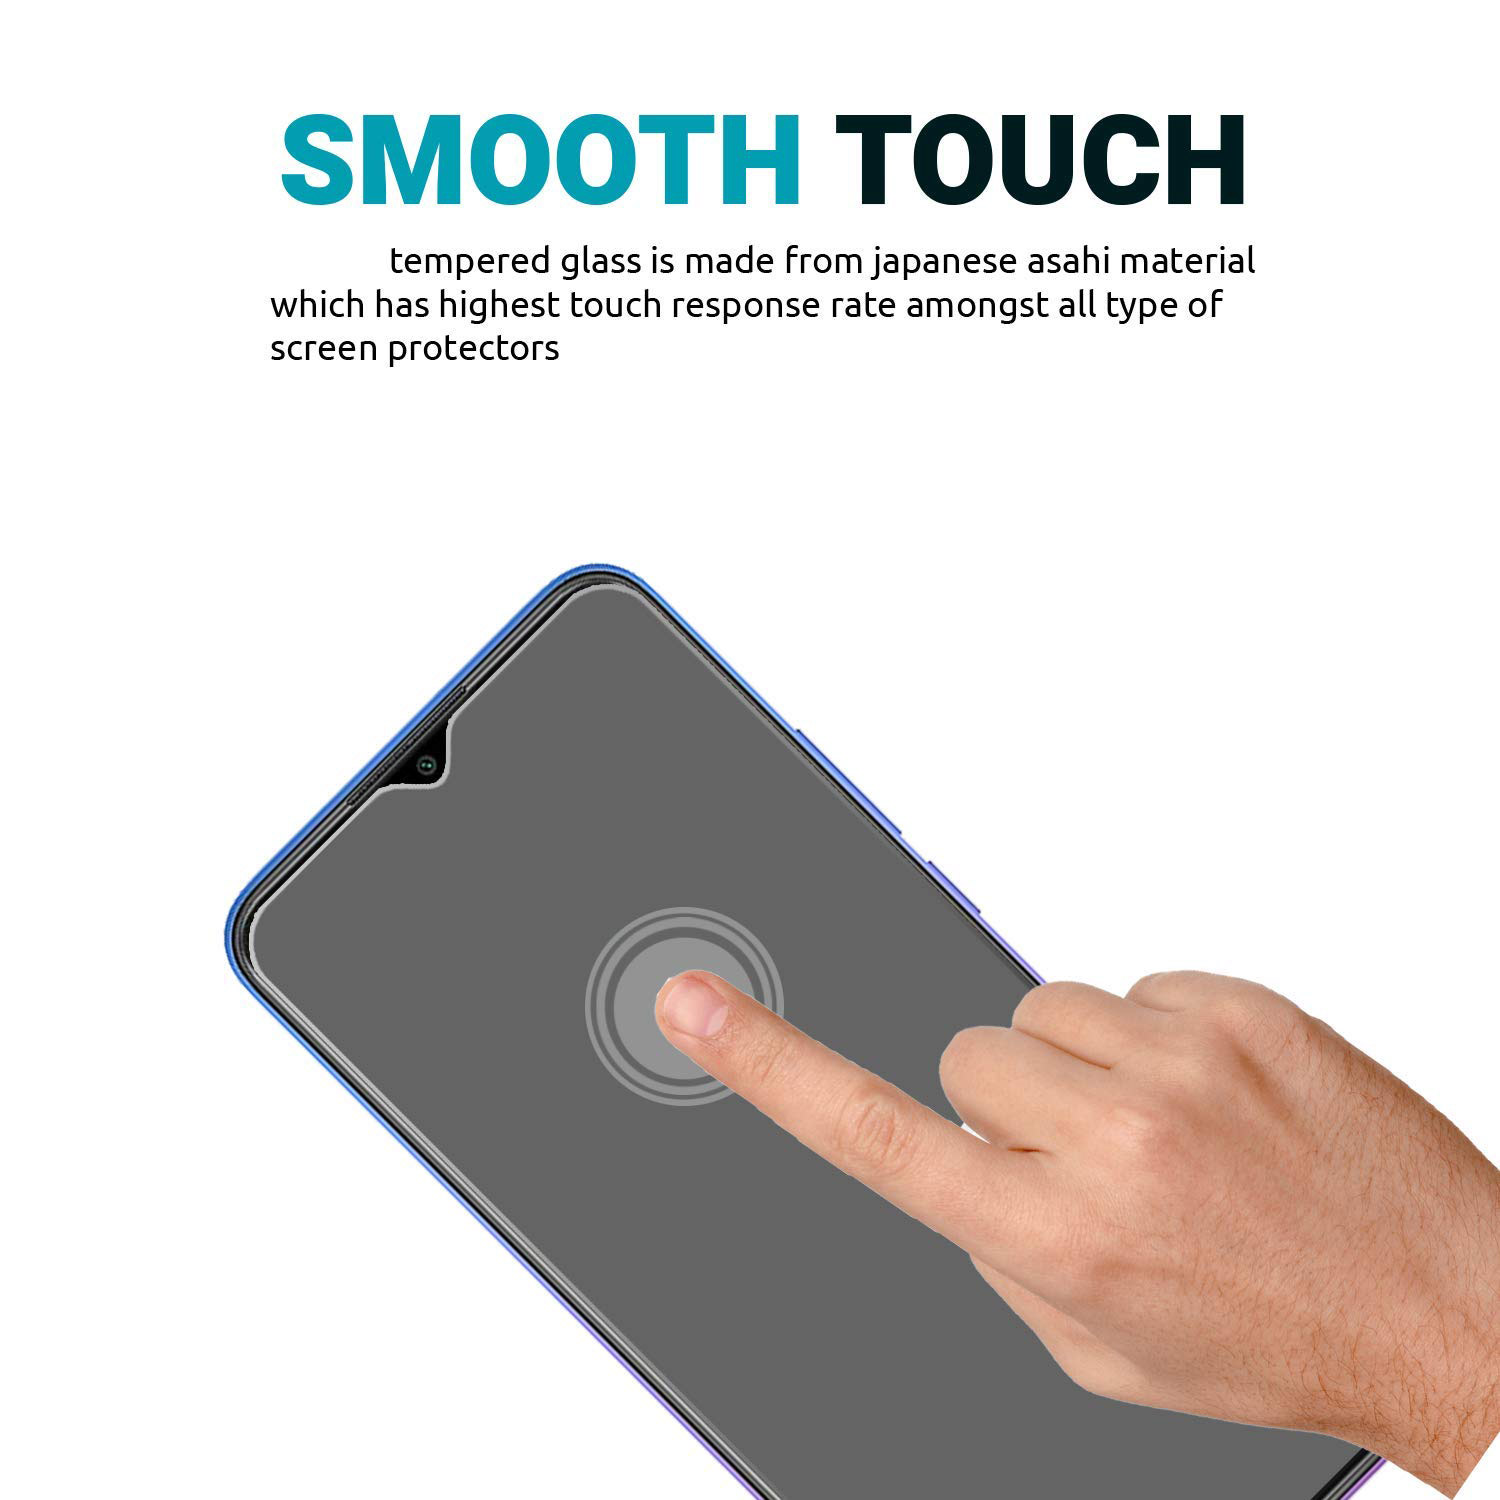 SMOOTH TOUCH
tempered glass is made from japanese asahi material
which has highest touch response rate amongst all type of
screen protectors